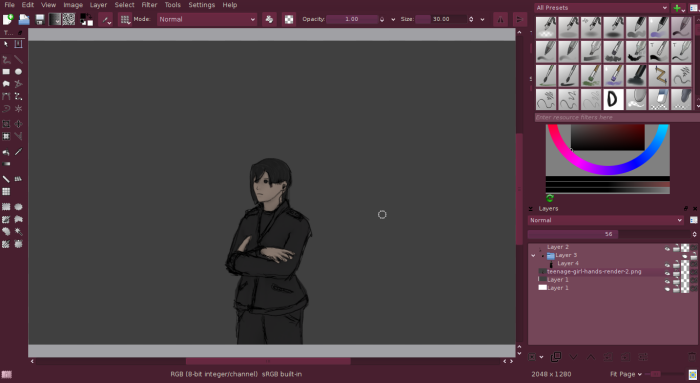 File Edit View Image Layer Select Filter Tools Settings Help
Mode: Normal Opacity: 1.00 Size: 30.00
All Presets
Enter resource filters here
Layers
Normal
56
Layer 2
Layer 3
Layer 4
teenage-girl-hands-render-2.png
Layer 1
Layer 1
RGB (8-bit integer/channel) sRGB built-in 2048 x 1280 Fit Page